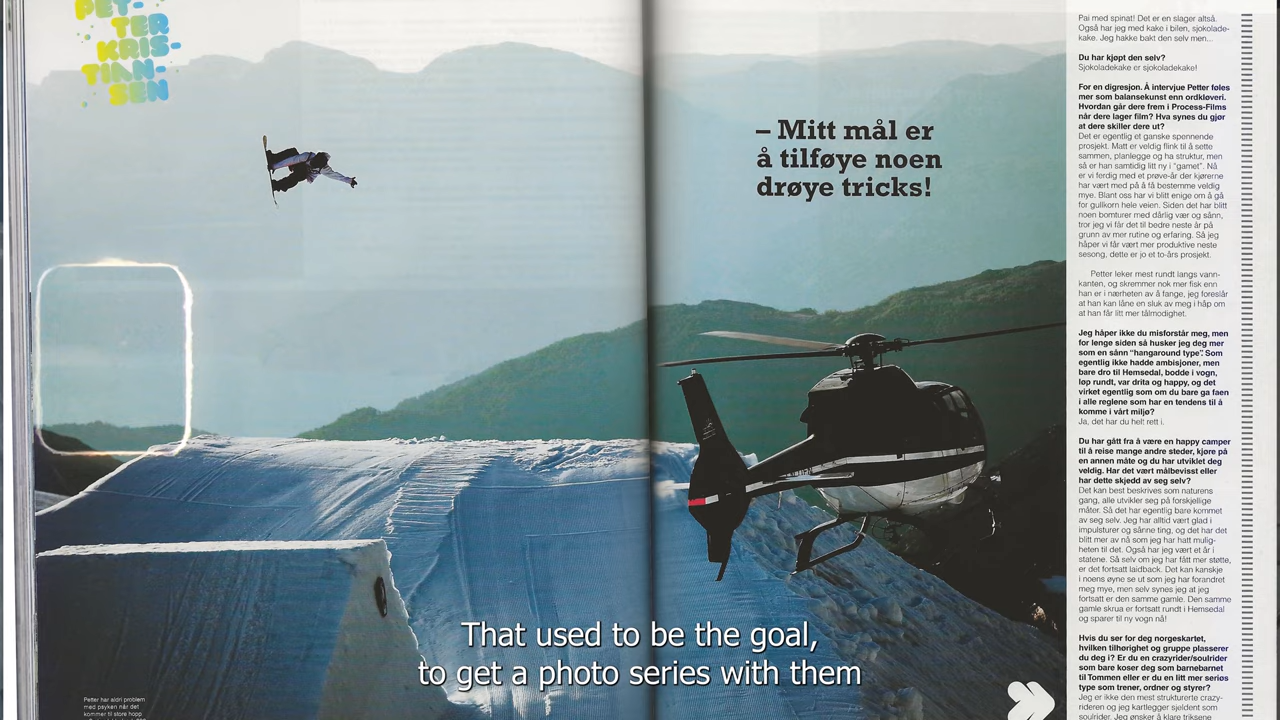 PET-
TER
KRIS-
TIAN-
SEN
– Mitt mål er
å tilføye noen
drøye tricks!
Petter har aldri problem
med psyken når det
kommer til store hopp
Pai med spinat! Det er en slager altså.
Også har jeg med kake i bilen, sjokolade-
kake. Jeg hakke bakt den selv men...
Du har kjøpt den selv?
Sjokoladekake er sjokoladekake!
For en digresjon. Å intervjue Petter føles
mer som balansekunst enn ordkløveri.
Hvordan går dere frem i Process-Films
når dere lager film? Hva synes du gjør
at dere skiller dere ut?
Det er egentlig et ganske spennende
prosjekt. Matt er veldig flink til å sette
sammen, planlegge og ha struktur, men
så er han samtidig litt ny i "gamet". Nå
er vi ferdig med et prøve-år der kjørerne
har vært med på å få bestemme veldig
mye. Blant oss har vi blitt enige om å gå
for gullkorn hele veien. Siden det har blitt
noen bomturer med dårlig vær og sånn,
tror jeg vi får det til bedre neste år på
grunn av mer rutine og erfaring. Så jeg
håper vi får vært mer produktive neste
sesong, dette er jo et to-års prosjekt.
Petter leker mest rundt langs vann-
kanten, og skremmer nok mer fisk enn
han er i nærheten av å fange, jeg foreslår
at han kan låne en sluk av meg i håp om
at han får litt mer tålmodighet.
Jeg håper ikke du misforstår meg, men
for lenge siden så husker jeg deg mer
som en sånn "hangaround type". Som
egentlig ikke hadde ambisjoner, men
bare dro til Hemsedal, bodde i vogn,
løp rundt, var drita og happy, og det
virket egentlig som om du bare ga faen
i alle reglene som har en tendens til å
komme i vårt miljø?
Ja, det har du helt rett i.
Du har gått fra å være en happy camper
til å reise mange andre steder, kjøre på
en annen måte og du har utviklet deg
veldig. Har det vært målbevisst eller
har dette skjedd av seg selv?
Det kan best beskrives som naturens
gang, alle utvikler seg på forskjellige
måter. Så det har egentlig bare kommet
av seg selv. Jeg har alltid vært glad i
impulsturer og sånne ting, og det har det
blitt mer av nå som jeg har hatt mulig-
heten til det. Også har jeg vært et år i
statene. Så selv om jeg har fått mer støtte,
er det fortsatt laidback. Det kan kanskje
i noens øyne se ut som jeg har forandret
meg mye, men selv synes jeg at jeg
fortsatt er den samme gamle. Den samme
gamle skrua er fortsatt rundt i Hemsedal
og sparer til ny vogn nå!
Hvis du ser for deg norgeskartet,
hvilken tilhørighet og gruppe plasserer
du deg i? Er du en crazyrider/soulrider
som bare koser deg som barnebarnet
til Tommen eller er du en litt mer seriøs
type som trener, ordner og styrer?
Jeg er ikke den mest strukturerte crazy-
rideren og jeg kartlegger sjeldent som
soulrider. Jeg ønsker å klare triksene
That used to be the goal,
to get a photo series with them